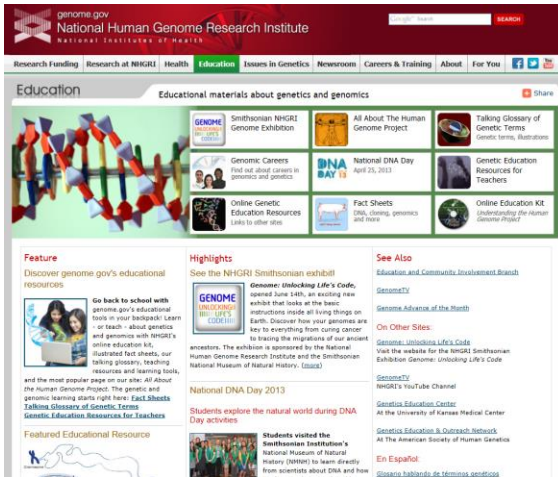 genome.gov
National Human Genome Research Institute
National Institutes of Health
Google Search
SEARCH
Research Funding
Research at NHGRI
Health
Education
Issues in Genetics
Newsroom
Careers & Training
About
For You
Education
Educational materials about genetics and genomics
Share
GENOME
UNLOCKING
LIFE'S
CODE
Smithsonian NHGRI
Genome Exhibition
All About The Human
Genome Project
Talking Glossary of
Genetic Terms
Genetic terms, illustrations
Genomic Careers
Find out about careers in
genomics and genetics
DNA
DAY 13
National DNA Day
April 25, 2013
Genetic Education
Resources for
Teachers
Online Genetic
Education Resources
Links to other sites
Fact Sheets
DNA, cloning, genomics
and more
Online Education Kit
Understanding the Human
Genome Project
Feature
Discover genome.gov's educational
resources
Go back to school with
genome.gov's educational
tools in your backpack! Learn
- or teach - about genetics
and genomics with NHGRI's
online education kit,
illustrated fact sheets, our
talking glossary, teaching
resources and learning tools,
and the most popular page on our site: All About
the Human Genome Project. The genetic and
genomic learning starts right here: Fact Sheets
Talking Glossary of Genetic Terms
Genetic Education Resources for Teachers
Featured Educational Resource
Highlights
See the NHGRI Smithsonian exhibit!
GENOME
UNLOCKING
LIFE'S
CODE
Genome: Unlocking Life's Code,
opened June 14th, an exciting new
exhibit that looks at the basic
instructions inside all living things on
Earth. Discover how your genomes are
key to everything from curing cancer
to tracing the migrations of our ancient
ancestors. The exhibition is sponsored by the National
Human Genome Research Institute and the Smithsonian
National Museum of Natural History. (more)
National DNA Day 2013
Students explore the natural world during DNA
Day activities
Students visited the
Smithsonian Institution's
National Museum of Natural
History (NMNH) to learn directly
from scientists about DNA and how
See Also
Education and Community Involvement Branch
GenomeTV
Genome Advance of the Month
On Other Sites:
Genome: Unlocking Life's Code
Visit the website for the NHGRI Smithsonian
Exhibition Genome: Unlocking Life's Code
GenomeTV
NHGRI's YouTube Channel
Genetics Education Center
At the University of Kansas Medical Center
Genetics Education & Outreach Network
At The American Society of Human Genetics
En Español:
Glosario hablando de términos genéticos